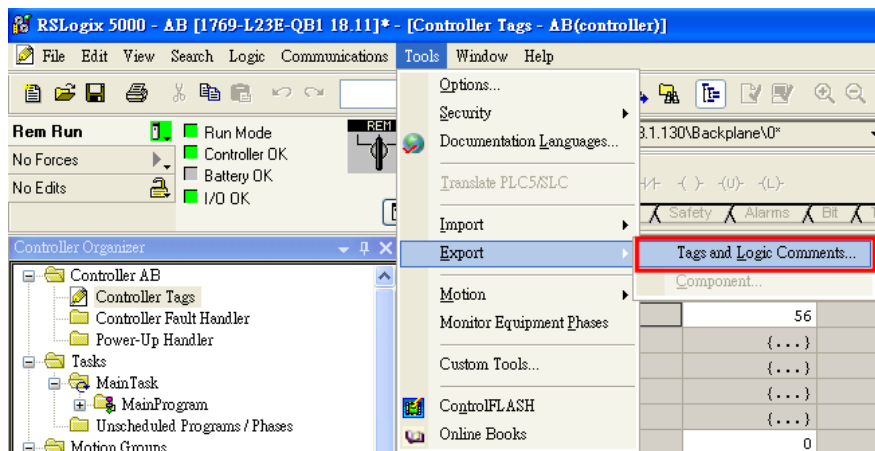 RSLogix 5000 - AB [1769-L23E-QB1 18.11]* - [Controller Tags - AB(controller)]
File Edit View Search Logic Communications Tools Window Help
Options...
Security
Documentation Languages...
Translate PLC5/SLC
Import
Export
Motion
Monitor Equipment Phases
Custom Tools...
ControlFLASH
Online Books
Tags and Logic Comments...
Component...
Rem Run
No Forces
No Edits
Run Mode
Controller OK
Battery OK
I/O OK
REM
3.1.130\Backplane\0*
Safety Alarms Bit T
Controller Organizer
Controller AB
Controller Tags
Controller Fault Handler
Power-Up Handler
Tasks
MainTask
MainProgram
Unscheduled Programs / Phases
Motion Groups
56
{...}
{...}
{...}
{...}
0